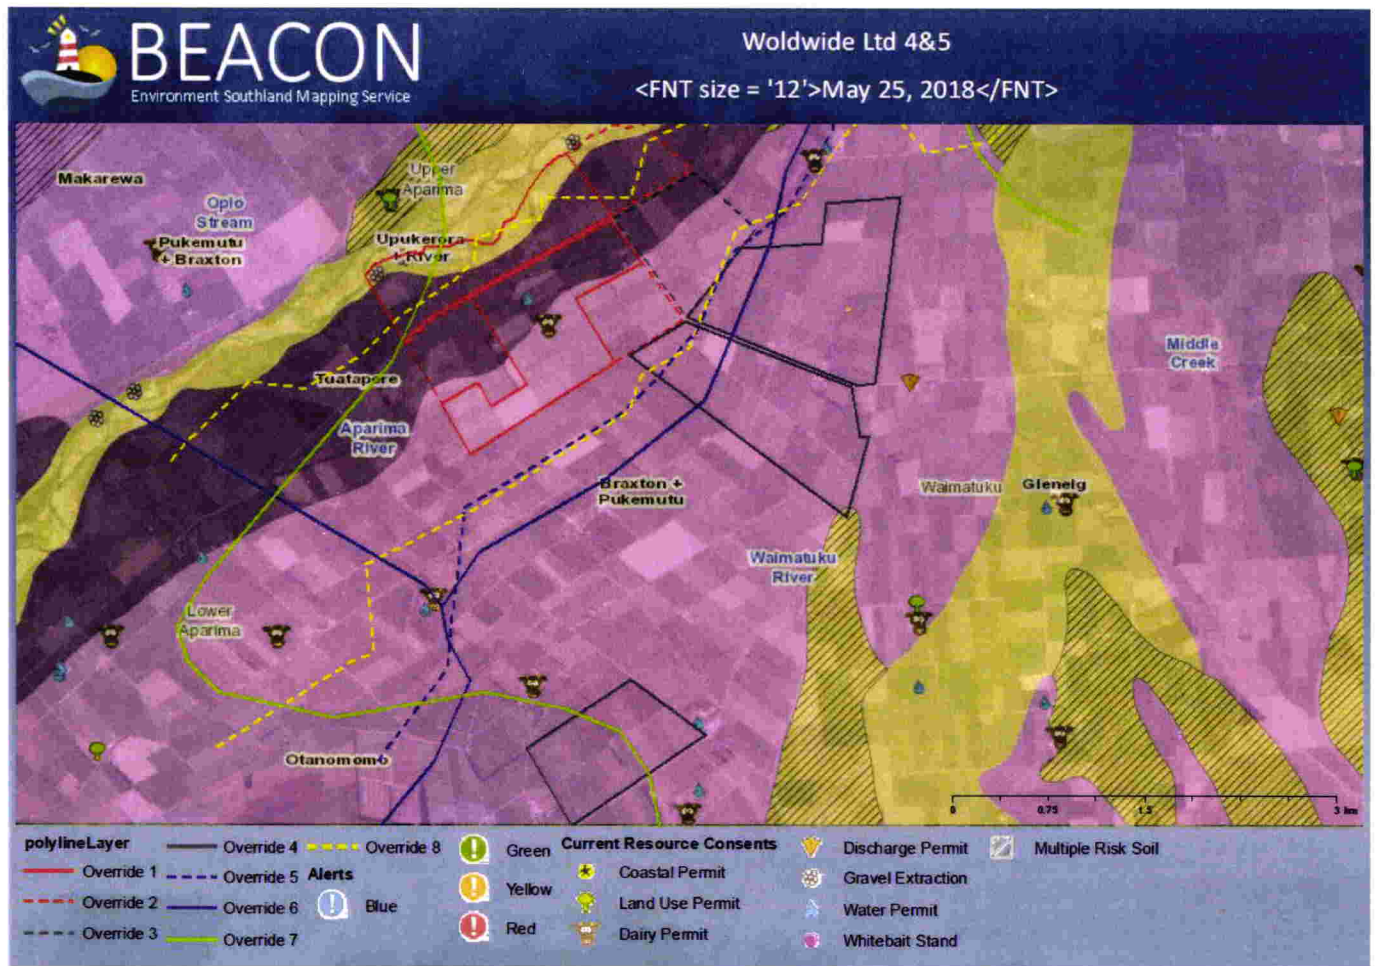 BEACON
Environment Southland Mapping Service
Woldwide Ltd 4&5
<FNT size = '12'>May 25, 2018</FNT>
Makarewa
Opio
Stream
Pukemutu
+ Braxton
Upper
Aparima
Upukerora
+ River
Tuatapore
Aparima
River
Middle
Creek
Braxton +
Pukemutu
Waimatuku
Glenelg
Waimatuku
River
Lower
Aparima
Otanomomo
0 0.75 1.5 3 km
polylineLayer
Override 1
Override 2
Override 3
Override 4
Override 5
Override 6
Override 7
Override 8
Alerts
Blue
Green
Yellow
Red
Current Resource Consents
Coastal Permit
Land Use Permit
Dairy Permit
Discharge Permit
Gravel Extraction
Water Permit
Whitebait Stand
Multiple Risk Soil